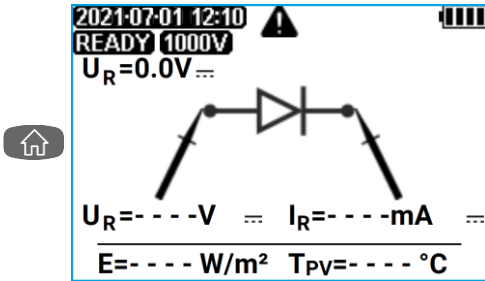 2021-07-01 12:10
READY 1000V
UR=0.0V
UR=- - - -V IR=- - - -mA
E=- - - - W/m² TPV=- - - - °C